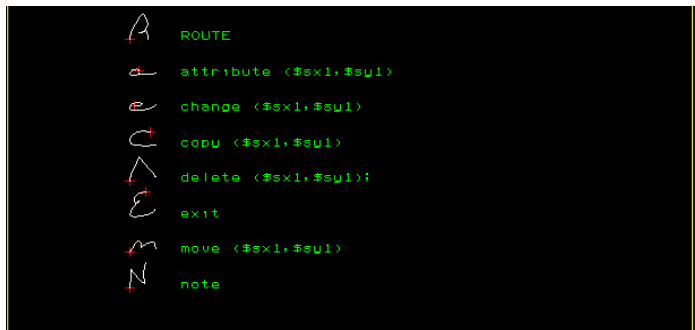 R ROUTE
a attribute ($sx1,$sy1)
e change ($sx1,$sy1)
C copy ($sx1,$sy1)
Λ delete ($sx1,$sy1);
E exit
m move ($sx1,$sy1)
N note